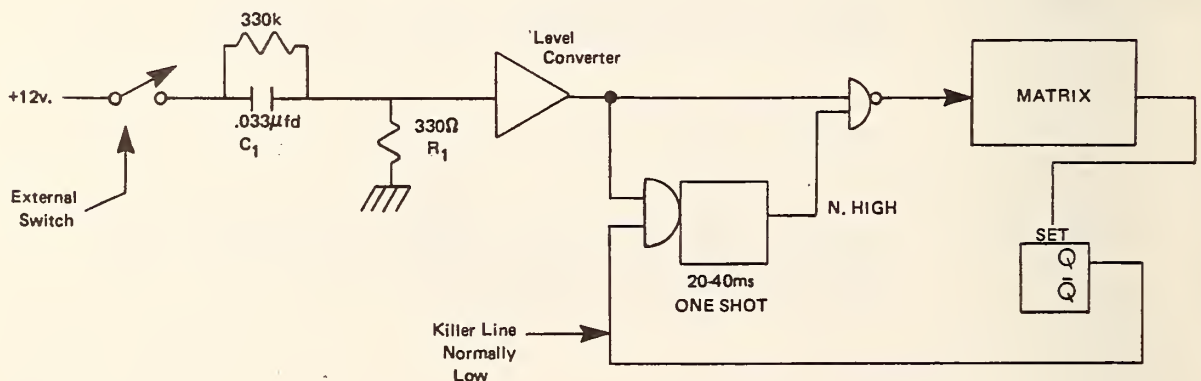 330k
+12v.
.033µfd
C1
External
Switch
330Ω
R1
Level
Converter
N. HIGH
20-40ms
ONE SHOT
Killer Line
Normally
Low
MATRIX
SET
Q
Q̄